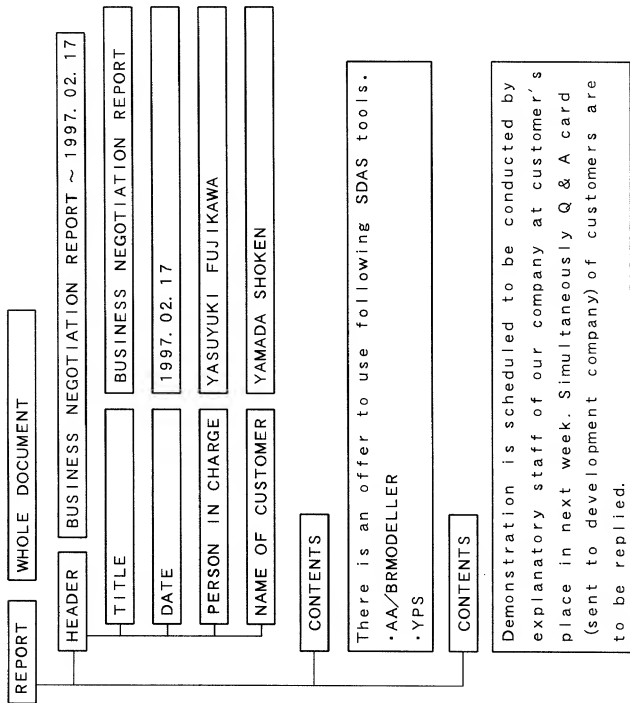 REPORT WHOLE DOCUMENT
HEADER BUSINESS NEGOTIATION REPORT ~ 1997. 02. 17
TITLE BUSINESS NEGOTIATION REPORT
DATE 1997. 02. 17
PERSON IN CHARGE YASUYUKI FUJIKAWA
NAME OF CUSTOMER YAMADA SHOKEN
CONTENTS
There is an offer to use following SDAS tools.
・AA/BRMODELLER
・YPS
CONTENTS
Demonstration is scheduled to be conducted by
explanatory staff of our company at customer's
place in next week. Simultaneously Q & A card
(sent to development company) of customers are
to be replied.